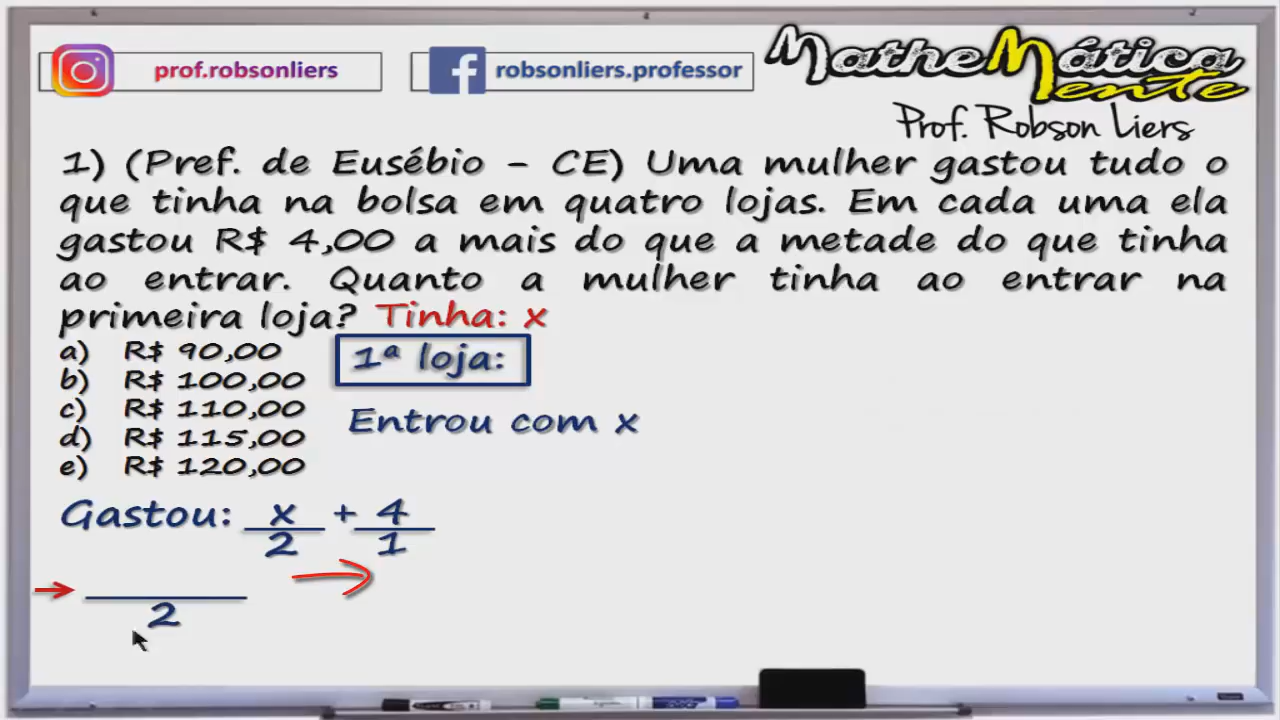 prof.robsonliers
robsonliers.professor
MatheMática
Mente
Prof. Robson Liers
1) (Pref. de Eusébio - CE) Uma mulher gastou tudo o
que tinha na bolsa em quatro lojas. Em cada uma ela
gastou R$ 4,00 a mais do que a metade do que tinha
ao entrar. Quanto a mulher tinha ao entrar na
primeira loja? Tinha: x
a) R$ 90,00
b) R$ 100,00
c) R$ 110,00
d) R$ 115,00
e) R$ 120,00
1ª loja:
Entrou com x
Gastou: x/2 + 4/1
2